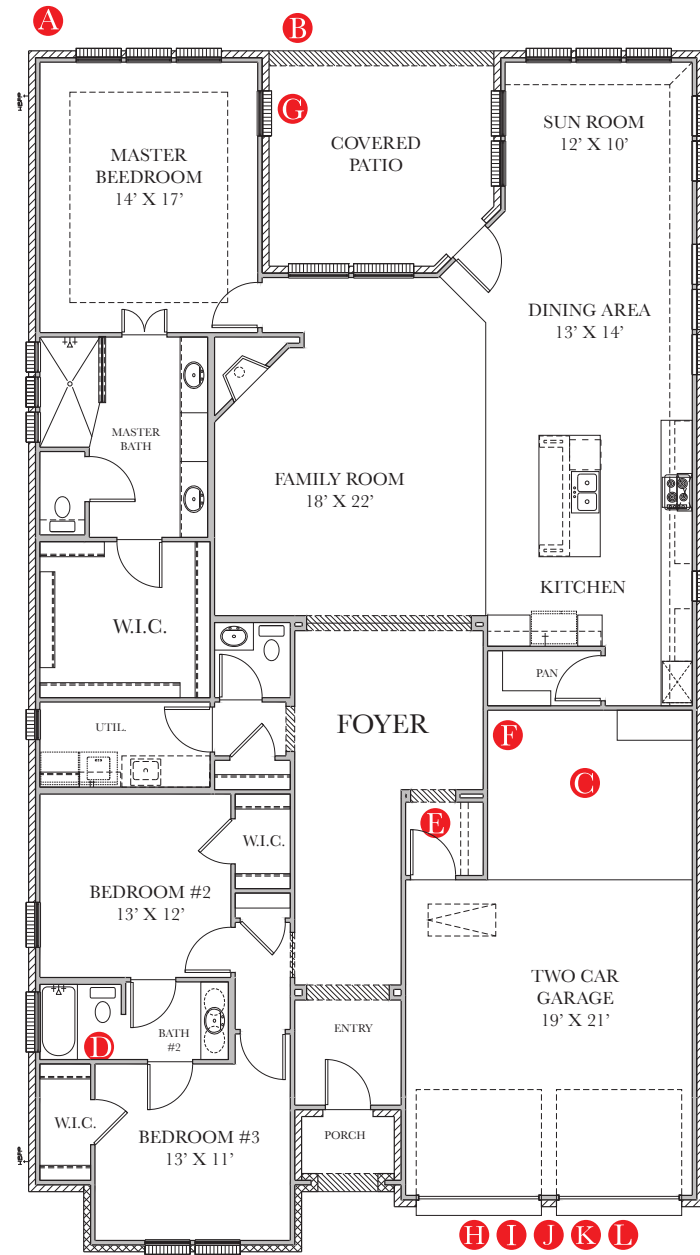 A
B
G
MASTER
BEEDROOM
14’ X 17’
COVERED
PATIO
SUN ROOM
12’ X 10’
DINING AREA
13’ X 14’
MASTER
BATH
FAMILY ROOM
18’ X 22’
KITCHEN
W.I.C.
PAN
UTIL.
FOYER
F
C
E
W.I.C.
BEDROOM #2
13’ X 12’
TWO CAR
GARAGE
19’ X 21’
D
BATH
#2
ENTRY
W.I.C.
BEDROOM #3
13’ X 11’
PORCH
H I J K L